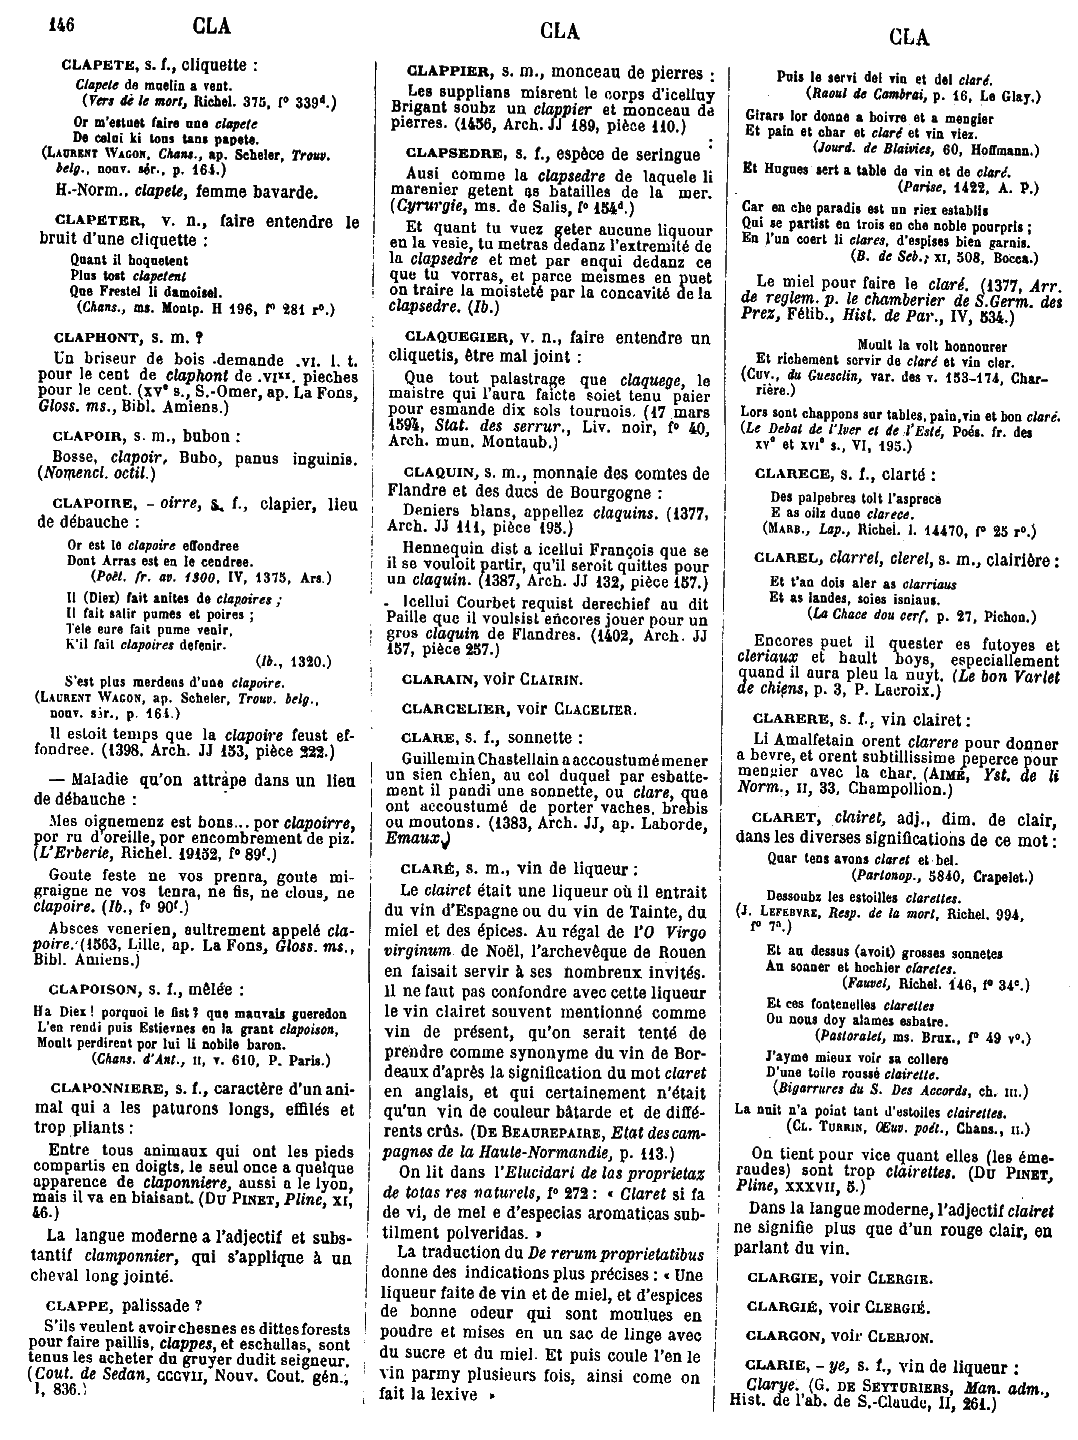 146
CLA
CLAPETE, s. f., cliquette :
Clapete de muelin a vent.
(Vers de le mort, Richel. 375, f° 339d.)
Or m'estuet faire une clapete
De celui ki tous tans papete.
(LAURENT WAGON, Chans., ap. Scheler, Trouv.
belg., nouv. sér., p. 164.)
H.-Norm., clapete, femme bavarde.
CLAPETER, v. n., faire entendre le
bruit d'une cliquette :
Quant il hoquetent
Plus tost clapetent
Que Frestel li damoisel.
(Chans., ms. Montp. H 196, f° 281 r°.)
CLAPHONT, s. m. ?
Un briseur de bois .demande .VI. l. t.
pour le cent de claphont de .VIxx. pieches
pour le cent. (XVe s., S.-Omer, ap. La Fons,
Gloss. ms., Bibl. Amiens.)
CLAPOIR, s. m., bubon :
Bosse, clapoir, Bubo, panus inguinis.
(Nomencl. octil.)
CLAPOIRE, - oirre, s. f., clapier, lieu
de débauche :
Or est le clapoire effondree
Dont Arras est en le cendree.
(Poët. fr. av. 1300, IV, 1375, Ars.)
Il (Diex) fait anites de clapoires ;
Il fait salir pumes et poires ;
Tele eure fait pume venir,
K'il fait clapoires defenir.
(Ib., 1320.)
S'est plus merdens d'une clapoire.
(LAURENT WAGON, ap. Scheler, Trouv. belg.,
nouv. sér., p. 164.)
Il estoit temps que la clapoire feust ef-
fondree. (1398. Arch. JJ 153, pièce 222.)
— Maladie qu'on attrape dans un lieu
de débauche :
Mes oignemenz est bons... por clapoirre,
por ru d'oreille, por encombrement de piz.
(L'Erberie, Richel. 19152, f° 89f.)
Goute feste ne vos prenra, goute mi-
graigne ne vos tenra, ne fis, ne clous, ne
clapoire. (Ib., f° 90f.)
Absces venerien, aultrement appelé cla-
poire. (1563, Lille, ap. La Fons, Gloss. ms.,
Bibl. Amiens.)
CLAPOISON, s. f., mêlée :
Ha Diex ! porquoi le fist ? que mauvais gueredon
L'en rendi puis Estievnes en la grant clapoison,
Moult perdirent por lui li nobile baron.
(Chans. d'Ant., II, v. 610, P. Paris.)
CLAPONNIERE, s. f., caractère d'un ani-
mal qui a les paturons longs, effilés et
trop pliants :
Entre tous animaux qui ont les pieds
compartis en doigts, le seul once a quelque
apparence de claponniere, aussi a le lyon,
mais il va en biaisant. (DU PINET, Pline, XI,
46.)
La langue moderne a l'adjectif et subs-
tantif clamponnier, qui s'applique à un
cheval long jointé.
CLAPPE, palissade ?
S'ils veulent avoir chesnes es dittes forests
pour faire paillis, clappes, et eschullas, sont
tenus les acheter du gruyer dudit seigneur.
(Cout. de Sedan, CCCVII, Nouv. Cout. gén.,
I, 836.)
CLA
CLAPPIER, s. m., monceau de pierres :
Les supplians misrent le corps d'icelluy
Brigant soubz un clappier et monceau de
pierres. (1456, Arch. JJ 189, pièce 110.)
CLAPSEDRE, s. f., espèce de seringue :
Ausi comme la clapsedre de laquele li
marenier getent qs batailles de la mer.
(Cyrurgie, ms. de Salis, f° 154d.)
Et quant tu vuez geter aucune liquour
en la vesie, tu metras dedanz l'extremité de
la clapsedre et met par enqui dedanz ce
que tu vorras, et parce meismes en puet
on traire la moisteté par la concavité de la
clapsedre. (Ib.)
CLAQUEGIER, v. n., faire entendre un
cliquetis, être mal joint :
Que tout palastrage que claquege, le
maistre qui l'aura faicte soiet tenu paier
pour esmande dix sols tournois. (17 mars
1594, Stat. des serrur., Liv. noir, f° 40,
Arch. mun. Montaub.)
CLAQUIN, s. m., monnaie des comtes de
Flandre et des ducs de Bourgogne :
Deniers blans, appellez claquins. (1377,
Arch. JJ 111, pièce 195.)
Hennequin dist a icellui François que se
il se vouloit partir, qu'il seroit quittes pour
un claquin. (1387, Arch. JJ 132, pièce 157.)
Icellui Courbet requist derechief au dit
Paille que il voulsist encores jouer pour un
gros claquin de Flandres. (1402, Arch. JJ
157, pièce 257.)
CLARAIN, voir CLAIRIN.
CLARCELIER, voir CLACELIER.
CLARE, s. f., sonnette :
Guillemin Chastellain a accoustumé mener
un sien chien, au col duquel par esbatte-
ment il pandi une sonnette, ou clare, que
ont accoustumé de porter vaches, brebis
ou moutons. (1383, Arch. JJ, ap. Laborde,
Emaux.)
CLARÉ, s. m., vin de liqueur :
Le clairet était une liqueur où il entrait
du vin d'Espagne ou du vin de Tainte, du
miel et des épices. Au régal de l'O Virgo
virginum de Noël, l'archevêque de Rouen
en faisait servir à ses nombreux invités.
Il ne faut pas confondre avec cette liqueur
le vin clairet souvent mentionné comme
vin de présent, qu'on serait tenté de
prendre comme synonyme du vin de Bor-
deaux d'après la signification du mot claret
en anglais, et qui certainement n'était
qu'un vin de couleur bâtarde et de diffé-
rents crûs. (DE BEAUREPAIRE, Etat des cam-
pagnes de la Haute-Normandie, p. 113.)
On lit dans l'Elucidari de las proprietaz
de totas res naturels, f° 272 : « Claret si fa
de vi, de mel e d'especias aromaticas sub-
tilment polveridas. »
La traduction du De rerum proprietatibus
donne des indications plus précises : « Une
liqueur faite de vin et de miel, et d'espices
de bonne odeur qui sont moulues en
poudre et mises en un sac de linge avec
du sucre et du miel. Et puis coule l'en le
vin parmy plusieurs fois, ainsi come on
fait la lexive »
CLA
Puis le servi del vin et del claré.
(Raoul de Cambrai, p. 16, Le Glay.)
Girars lor donne a boivre et a mengier
Et pain et char et claré et vin viez.
(Jourd. de Blaivies, 60, Hoffmann.)
Et Hugues sert a table de vin et de claré.
(Parise, 1422, A. P.)
Car en che paradis est un riex establis
Qui se partist en trois en che noble pourpris ;
En l'un coert li clares, d'espises bien garnis.
(B. de Seb., XI, 508, Bocca.)
Le miel pour faire le claré. (1377, Arr.
de reglem. p. le chamberier de S.Germ. des
Prez, Félib., Hist. de Par., IV, 534.)
Moult la volt honnourer
Et richement servir de claré et vin cler.
(CUV., du Guesclin, var. des v. 153-174, Char-
rière.)
Lors sont chappons sur tables, pain, vin et bon claré.
(Le Debat de l'Iver et de l'Esté, Poés. fr. des
XVe et XVIe s., VI, 195.)
CLARECE, s. f., clarté :
Des palpebres tolt l'asprece
E as oilz dune clarece.
(MARB., Lap., Richel. l. 14470, f° 25 r°.)
CLAREL, clarrel, clerel, s. m., clairière :
Et t'an dois aler as clarriaus
Et as landes, soies isniaus.
(La Chace dou cerf, p. 27, Pichon.)
Encores puet il quester es futoyes et
cleriaux et hault boys, especiallement
quand il aura pleu la nuyt. (Le bon Varlet
de chiens, p. 3, P. Lacroix.)
CLARERE, s. f., vin clairet :
Li Amalfetain orent clarere pour donner
a bevre, et orent subtillissime peperce pour
mengier avec la char. (AIMÉ, Yst. de li
Norm., II, 33, Champollion.)
CLARET, clairet, adj., dim. de clair,
dans les diverses significations de ce mot :
Quar tens avons claret et bel.
(Partonop., 5840, Crapelet.)
Dessoubz les estoilles clarettes.
(J. LEFEBVRE, Resp. de la mort, Richel. 994,
f° 7a.)
Et au dessus (avoit) grosses sonnetes
Au sonner et hochier claretes.
(Fauvel, Richel. 146, f° 34c.)
Et ces fontenelles clarettes
Ou nous doy alames esbatre.
(Pastoralet, ms. Brux., f° 49 v°.)
J'ayme mieux voir sa collere
D'une toile rousse clairette.
(Bigarrures du S. Des Accords, ch. III.)
La nuit n'a point tant d'estoiles clairettes.
(CL. TURRIN, Œuv. poét., Chans., II.)
On tient pour vice quant elles (les éme-
raudes) sont trop clairettes. (DU PINET,
Pline, XXXVII, 5.)
Dans la langue moderne, l'adjectif clairet
ne signifie plus que d'un rouge clair, en
parlant du vin.
CLARGIE, voir CLERGIE.
CLARGIÉ, voir CLERGIÉ.
CLARGON, voir CLERJON.
CLARIE, - ye, s. f., vin de liqueur :
Clarye. (G. DE SEYTURIERS, Man. adm.,
Hist. de l'ab. de S.-Claude, II, 261.)